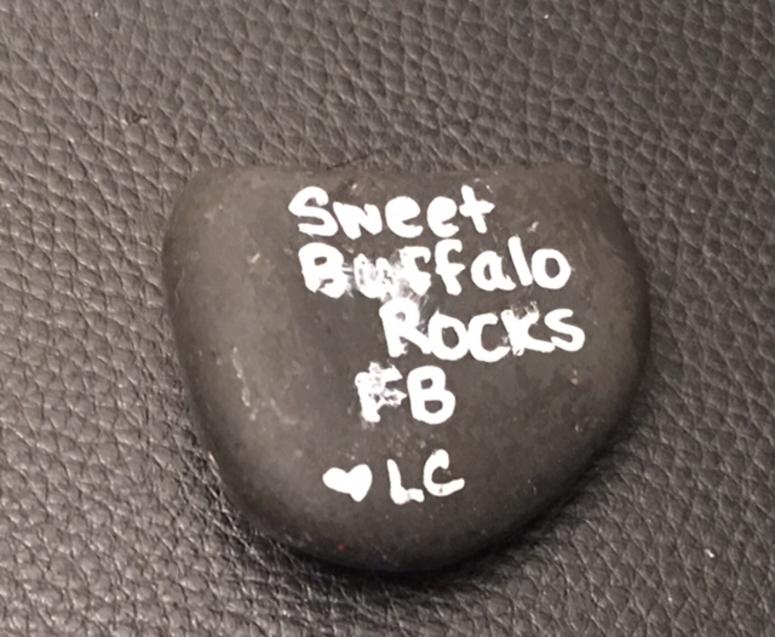 Sweet
Buffalo
Rocks
FB
♥ LC